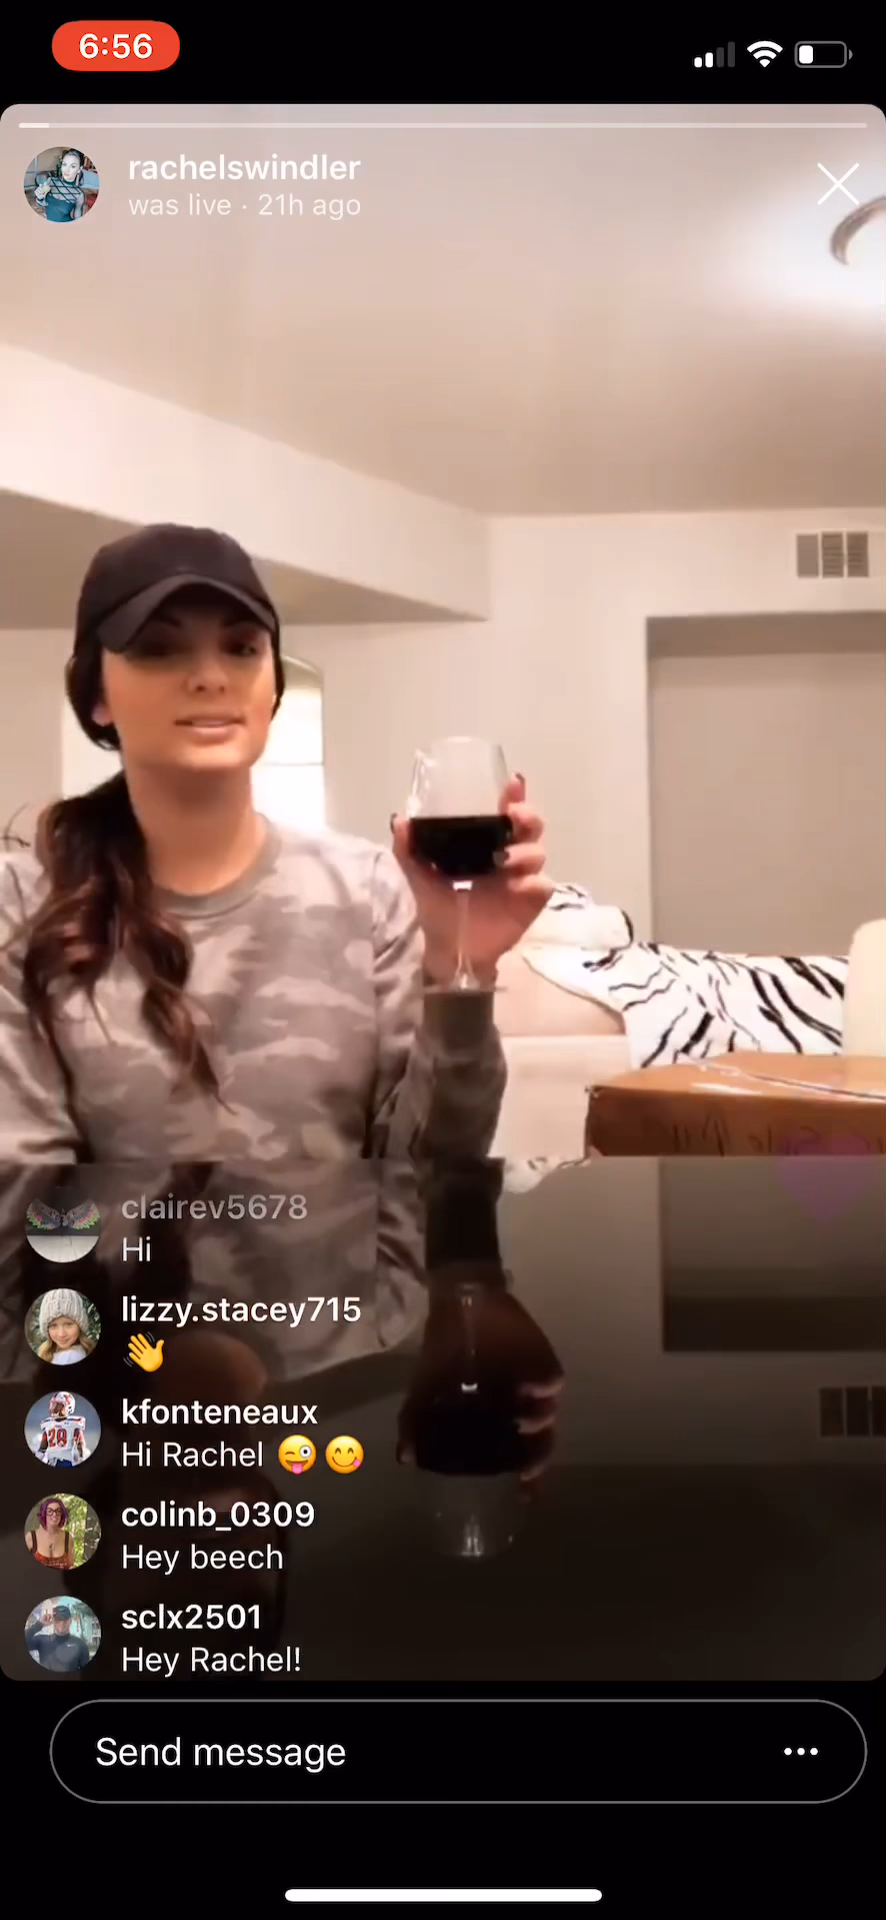 6:56
rachelswindler
was live · 21h ago
clairev5678
Hi
lizzy.stacey715
👋
kfonteneaux
Hi Rachel 😜😋
colinb_0309
Hey beech
sclx2501
Hey Rachel!
Send message